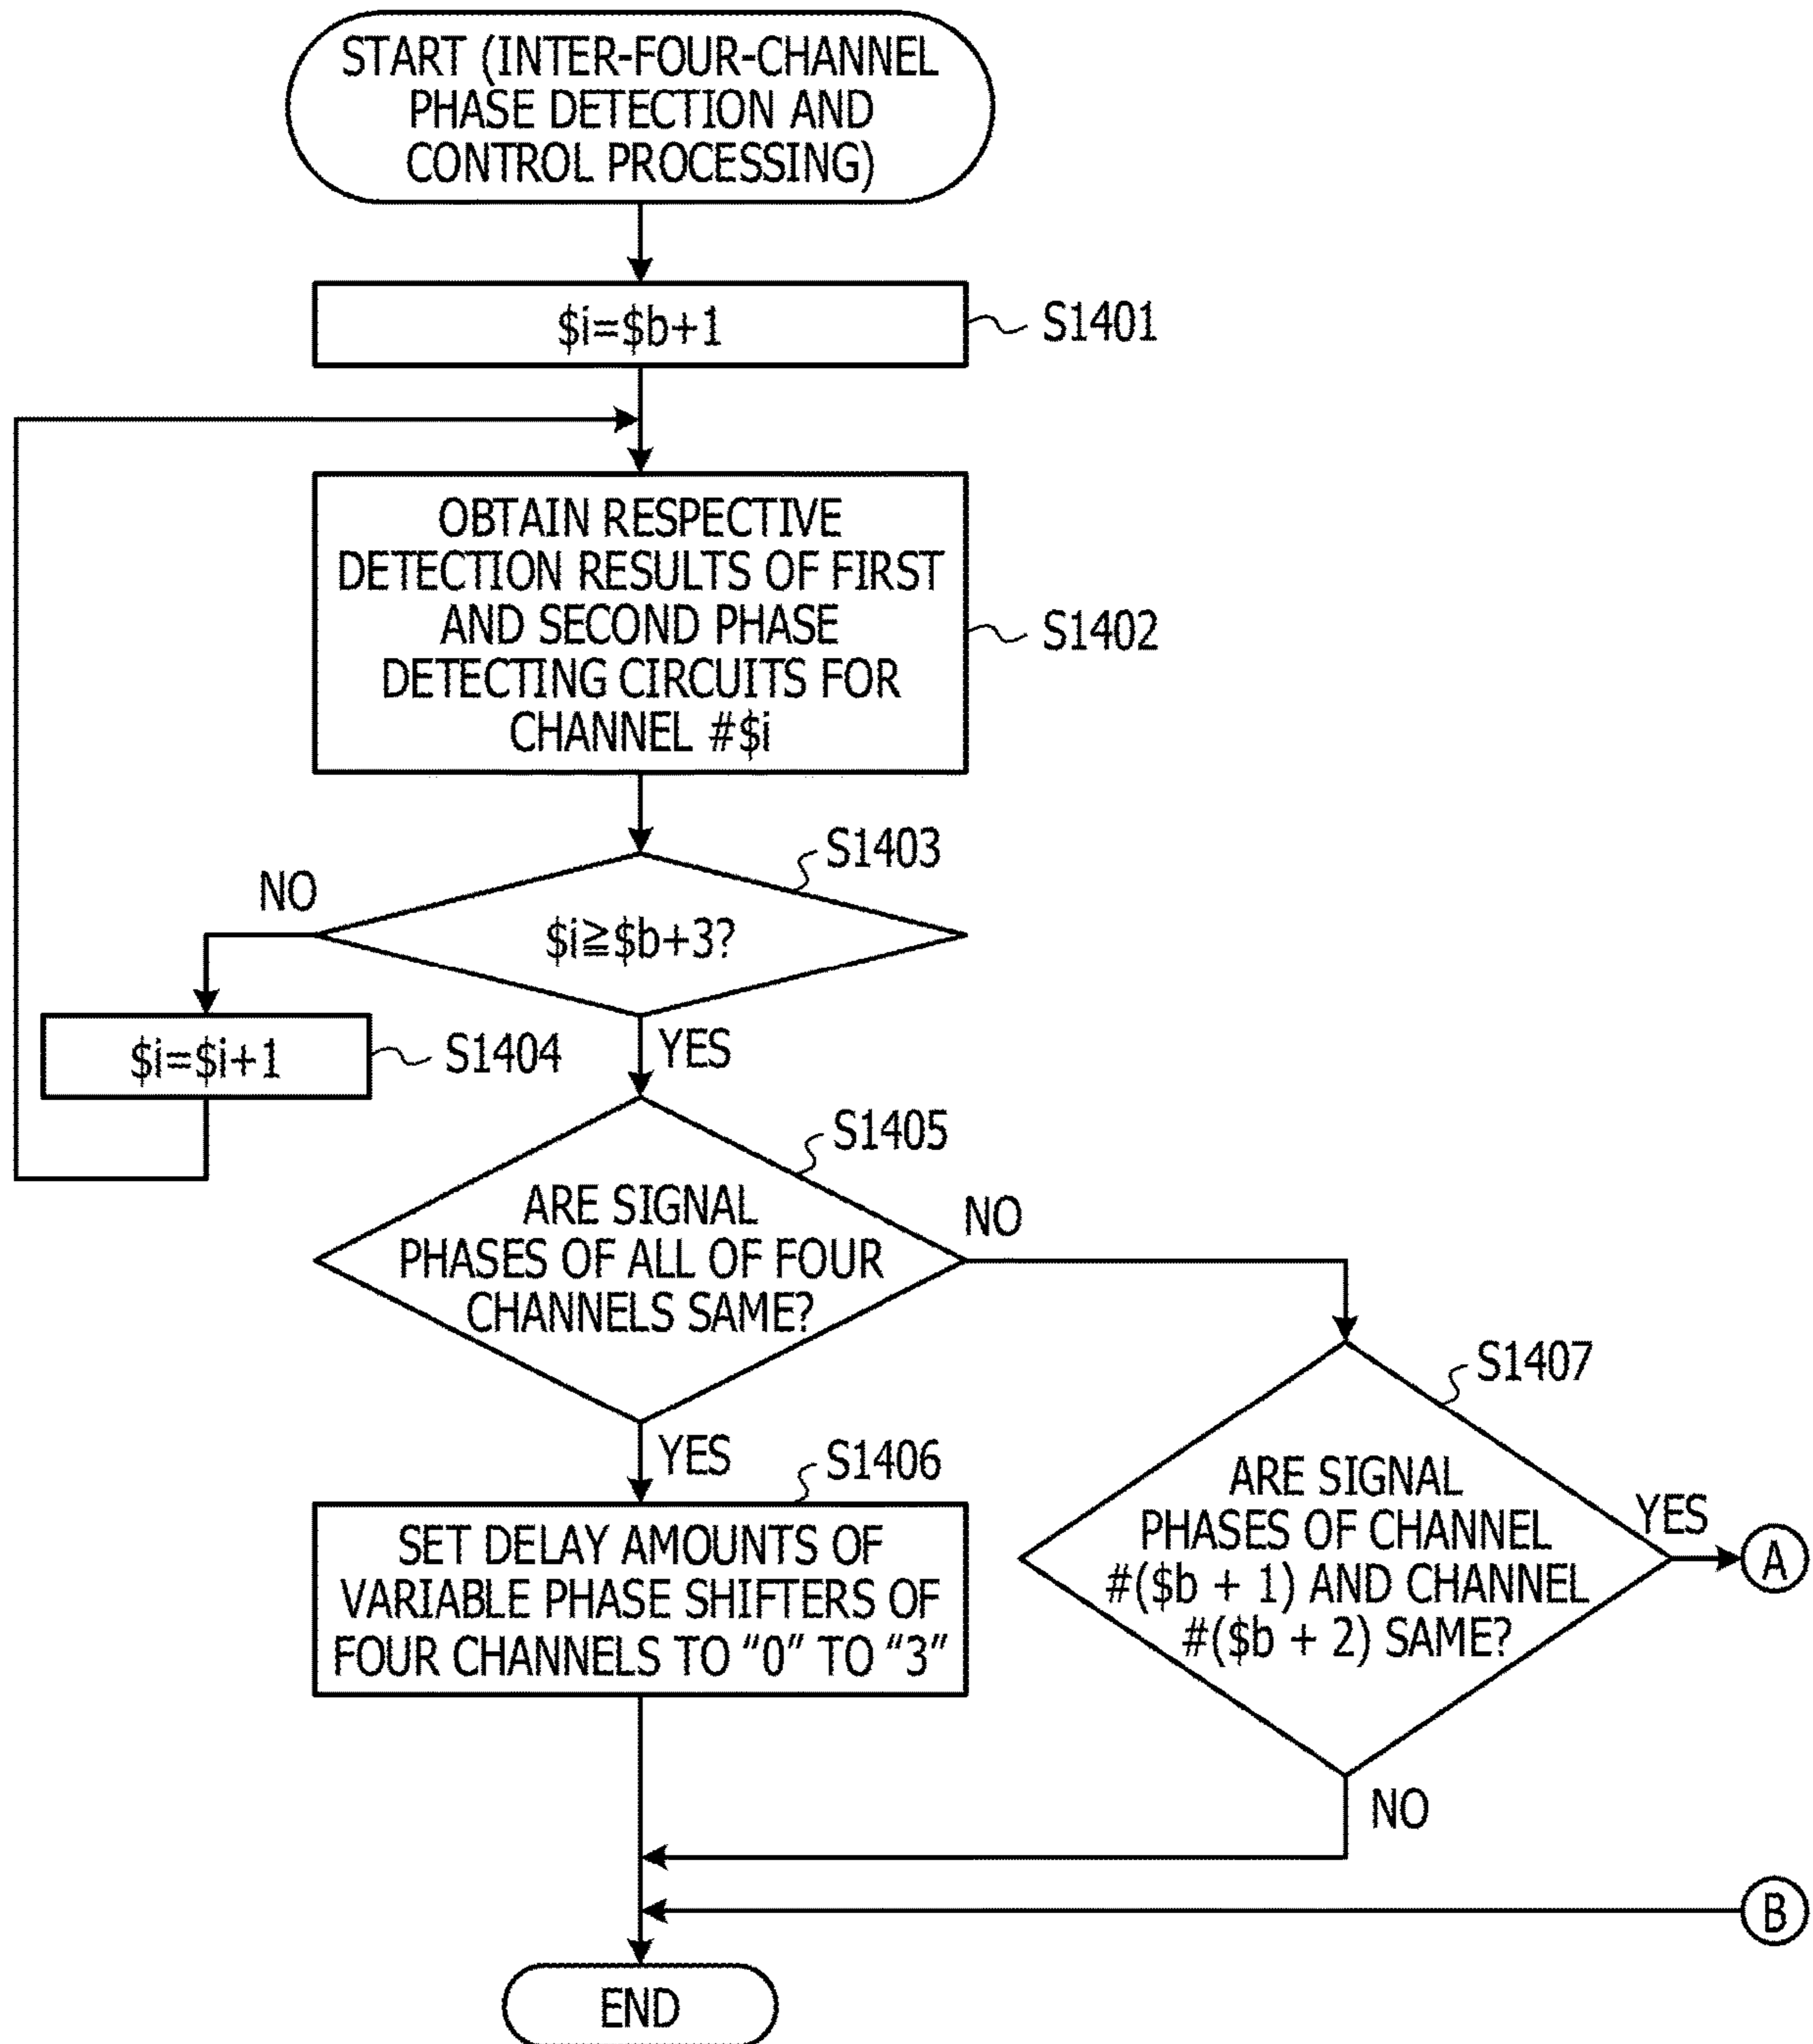 START (INTER-FOUR-CHANNEL
PHASE DETECTION AND
CONTROL PROCESSING)
$i=$b+1
S1401
OBTAIN RESPECTIVE
DETECTION RESULTS OF FIRST
AND SECOND PHASE
DETECTING CIRCUITS FOR
CHANNEL #$i
S1402
S1403
NO
$i≧$b+3?
YES
$i=$i+1
S1404
S1405
ARE SIGNAL
PHASES OF ALL OF FOUR
CHANNELS SAME?
NO
YES
S1406
SET DELAY AMOUNTS OF
VARIABLE PHASE SHIFTERS OF
FOUR CHANNELS TO “0” TO “3”
S1407
ARE SIGNAL
PHASES OF CHANNEL
#($b + 1) AND CHANNEL
#($b + 2) SAME?
YES
A
NO
B
END